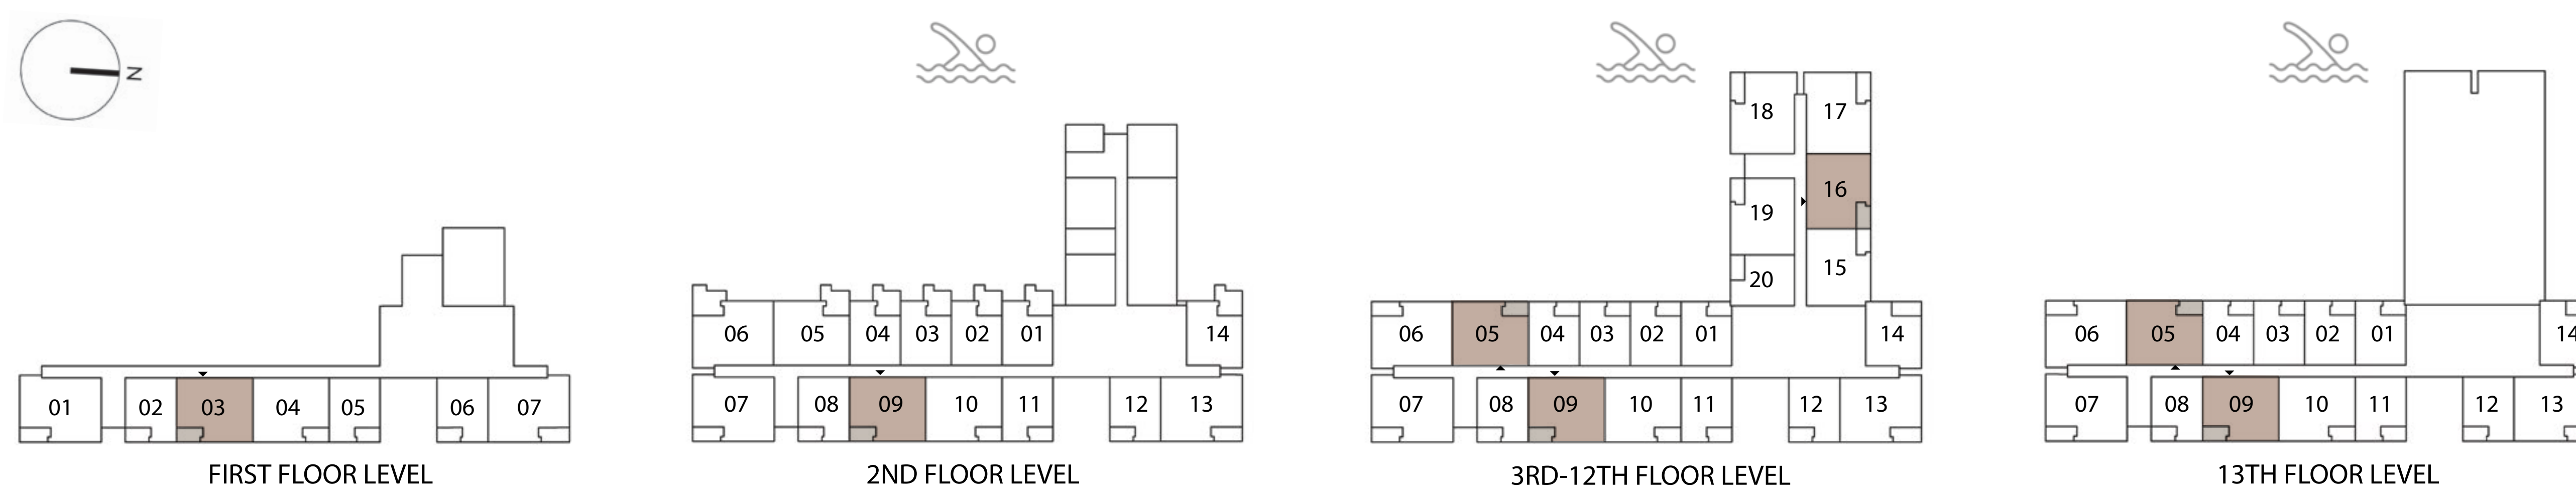 N
18 17
16
19
15
20
06 05 04 03 02 01 14
06 05 04 03 02 01 14
06 05 04 03 02 01 14
01 02 03 04 05 06 07
07 08 09 10 11 12 13
07 08 09 10 11 12 13
07 08 09 10 11 12 13
FIRST FLOOR LEVEL
2ND FLOOR LEVEL
3RD-12TH FLOOR LEVEL
13TH FLOOR LEVEL